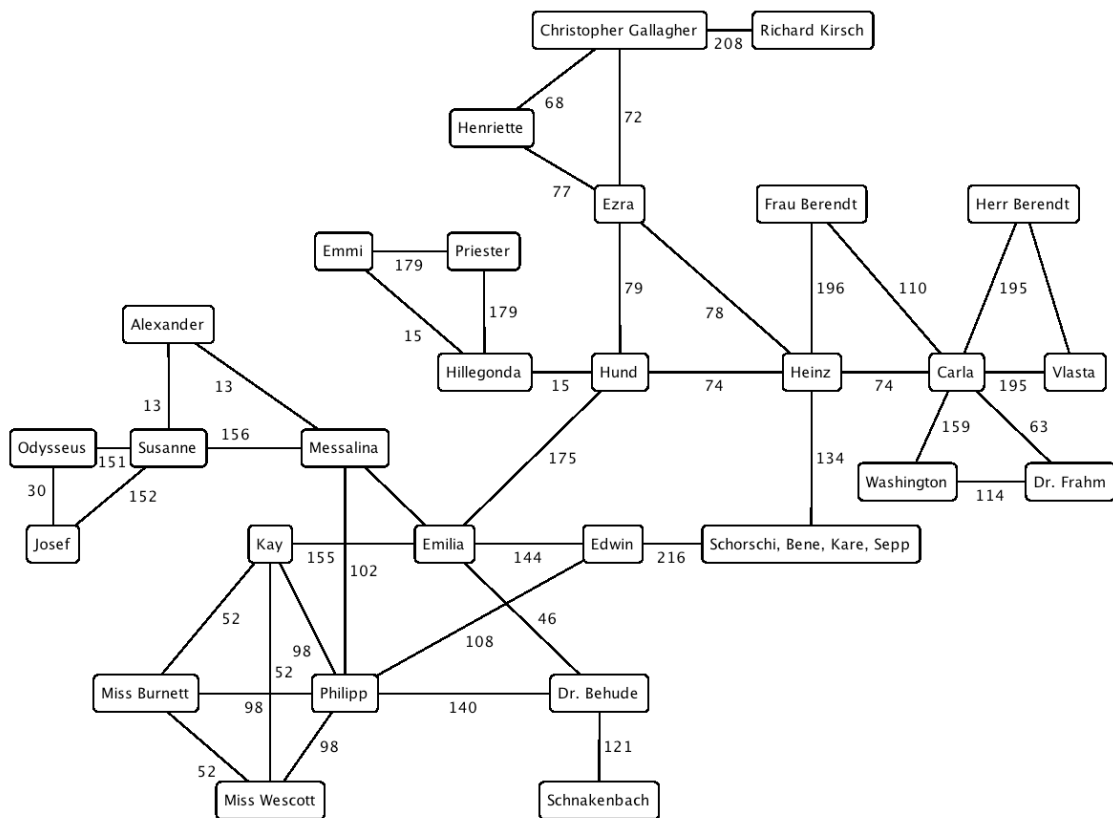 Christopher Gallagher
Richard Kirsch
208
68
Henriette
72
77
Ezra
Frau Berendt
Herr Berendt
Emmi
Priester
179
79
196
110
195
179
78
Alexander
15
13
Hillegonda
15
Hund
74
Heinz
74
Carla
195
Vlasta
13
Odysseus
151
Susanne
156
Messalina
159
63
175
134
30
152
Washington
114
Dr. Frahm
Josef
Kay
155
Emilia
144
Edwin
216
Schorschi, Bene, Kare, Sepp
102
52
46
98
108
52
Miss Burnett
98
Philipp
140
Dr. Behude
98
121
52
Miss Wescott
Schnakenbach